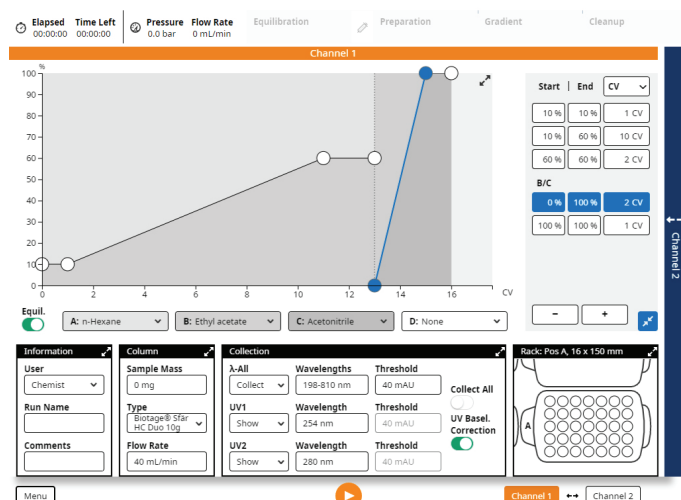 Elapsed Time Left Pressure Flow Rate Equilibration Preparation Gradient Cleanup
00:00:00 00:00:00 0.0 bar 0 mL/min
Channel 1
%
100
90
80
70
60
50
40
30
20
10
0
0 2 4 6 8 10 12 14 16 CV
Start | End CV
10 % 10 % 1 CV
10 % 60 % 10 CV
60 % 60 % 2 CV
B/C
0 % 100 % 2 CV
100 % 100 % 1 CV
- +
Channel 2
Equil.
A: n-Hexane B: Ethyl acetate C: Acetonitrile D: None
Information
User
Chemist
Run Name
Comments
Column
Sample Mass
0 mg
Type
Biotage® Sfär
HC Duo 10g
Flow Rate
40 mL/min
Collection
λ-All Wavelengths Threshold
Collect 198-810 nm 40 mAU
UV1 Wavelength Threshold
Show 254 nm 40 mAU
UV2 Wavelength Threshold
Show 280 nm 40 mAU
Collect All
UV Basel.
Correction
Rack: Pos A, 16 x 150 mm
A
Menu
Channel 1 Channel 2